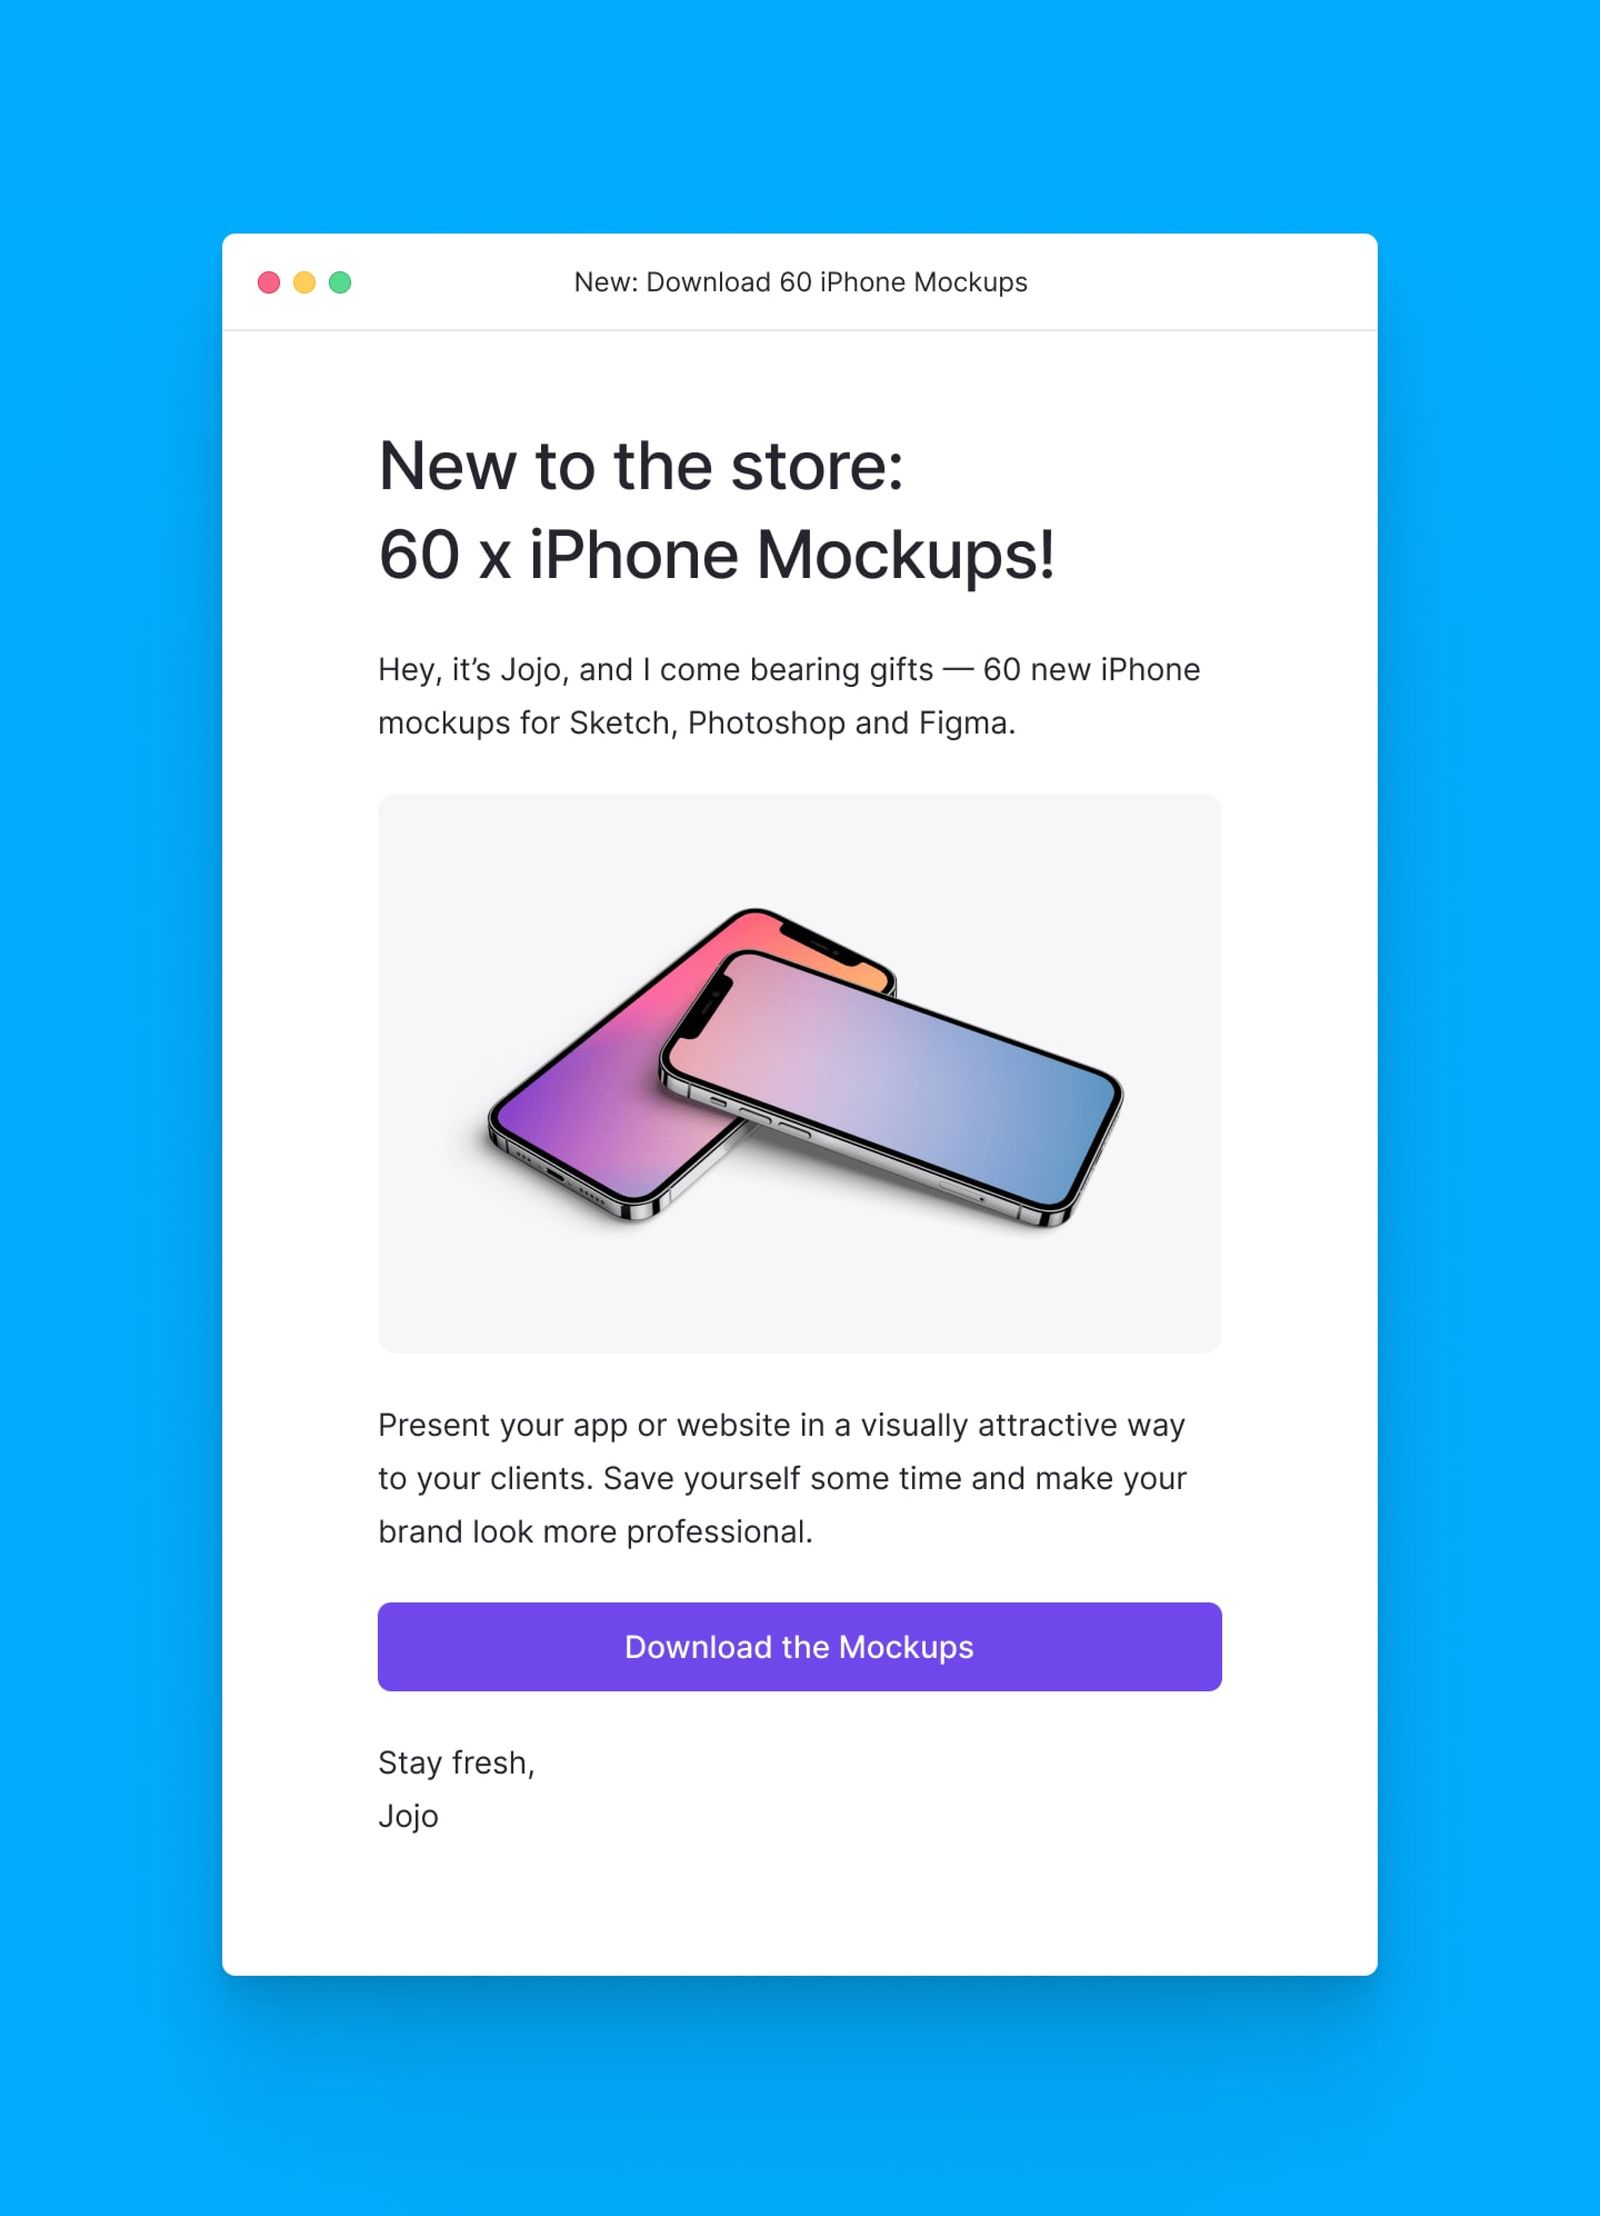 New: Download 60 iPhone Mockups
New to the store:
60 x iPhone Mockups!
Hey, it’s Jojo, and I come bearing gifts — 60 new iPhone
mockups for Sketch, Photoshop and Figma.
Present your app or website in a visually attractive way
to your clients. Save yourself some time and make your
brand look more professional.
Download the Mockups
Stay fresh,
Jojo